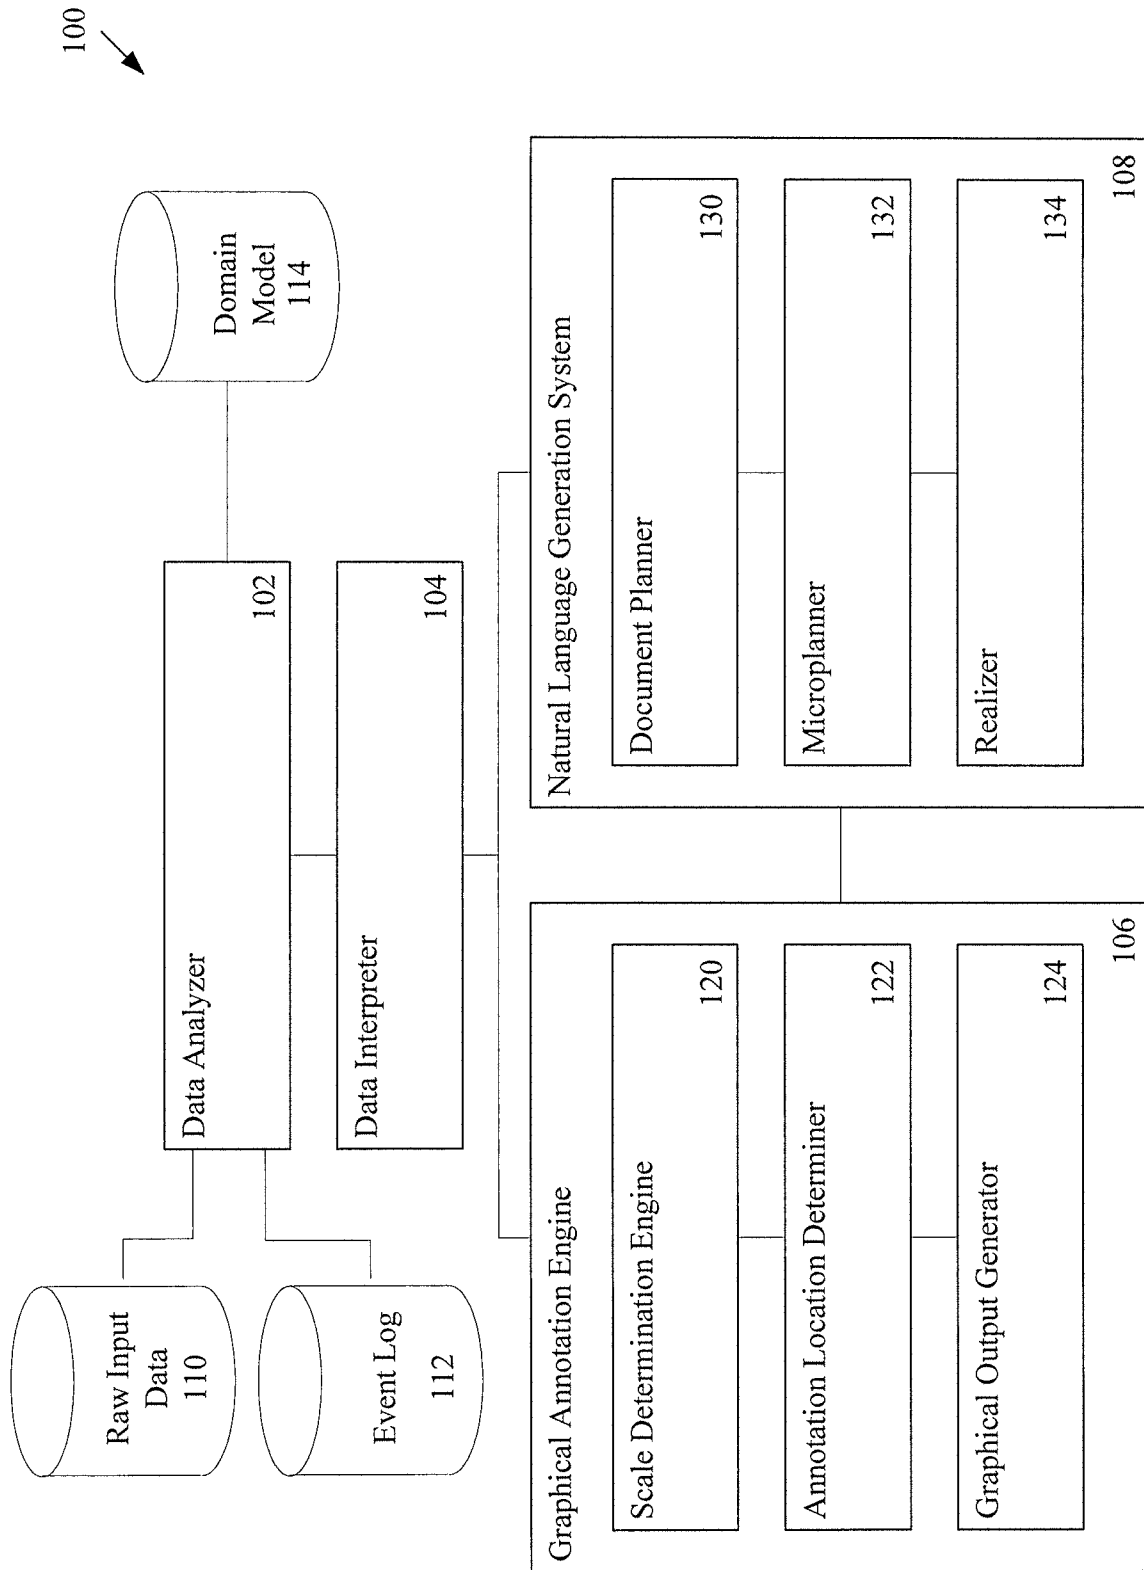 100
Raw Input
Data
110
Event Log
112
Data Analyzer
102
Domain
Model
114
Data Interpreter
104
Graphical Annotation Engine
Scale Determination Engine
120
Annotation Location Determiner
122
Graphical Output Generator
124
106
Natural Language Generation System
Document Planner
130
Microplanner
132
Realizer
134
108